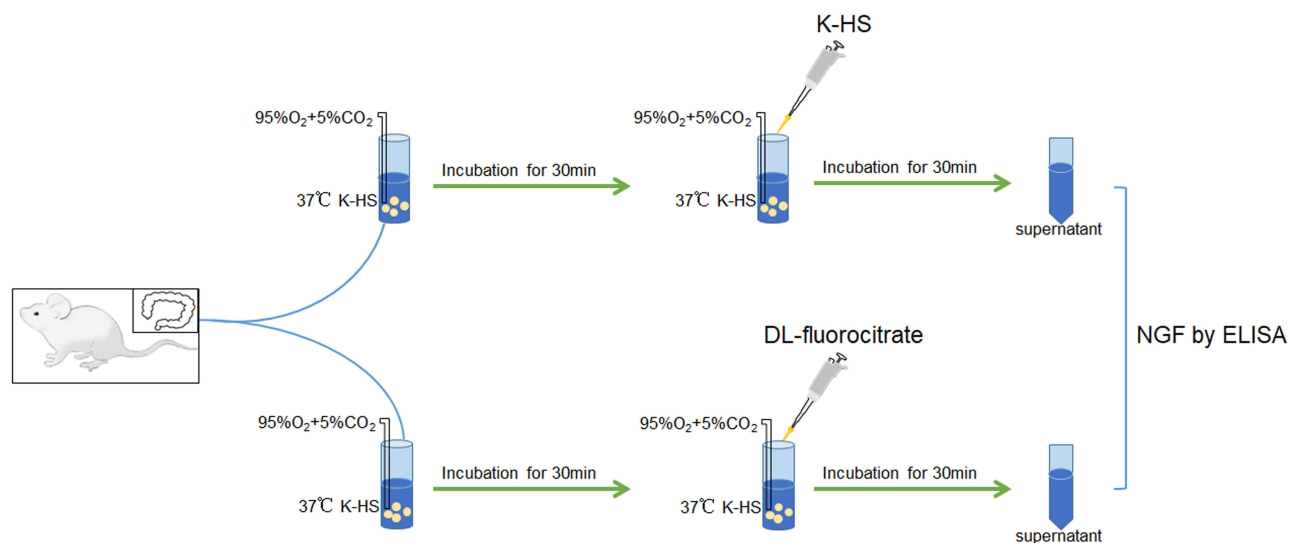 K-HS
95%O₂+5%CO₂
95%O₂+5%CO₂
Incubation for 30min
Incubation for 30min
37℃ K-HS
37℃ K-HS
supernatant
DL-fluorocitrate
NGF by ELISA
95%O₂+5%CO₂
95%O₂+5%CO₂
Incubation for 30min
Incubation for 30min
37℃ K-HS
37℃ K-HS
supernatant